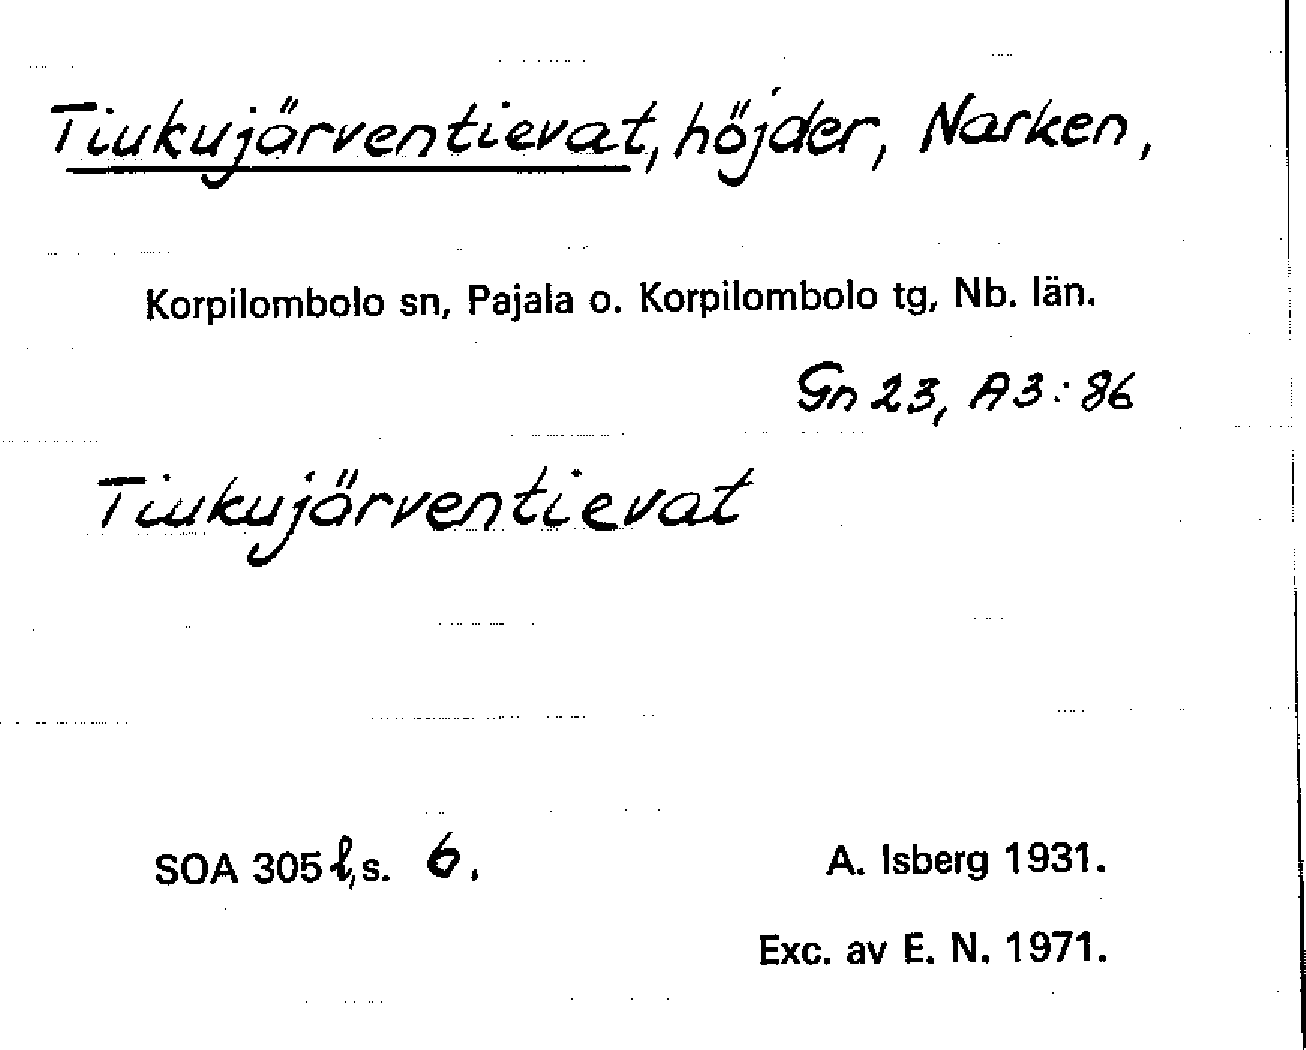 Tiukujärventievat, höjder, Narken,
Korpilombolo sn, Pajala o. Korpilombolo tg, Nb. län.
Gn 23, A3:86
Tiukujärventievat
SOA 305 l, s. 6.
A. Isberg 1931.
Exc. av E. N. 1971.